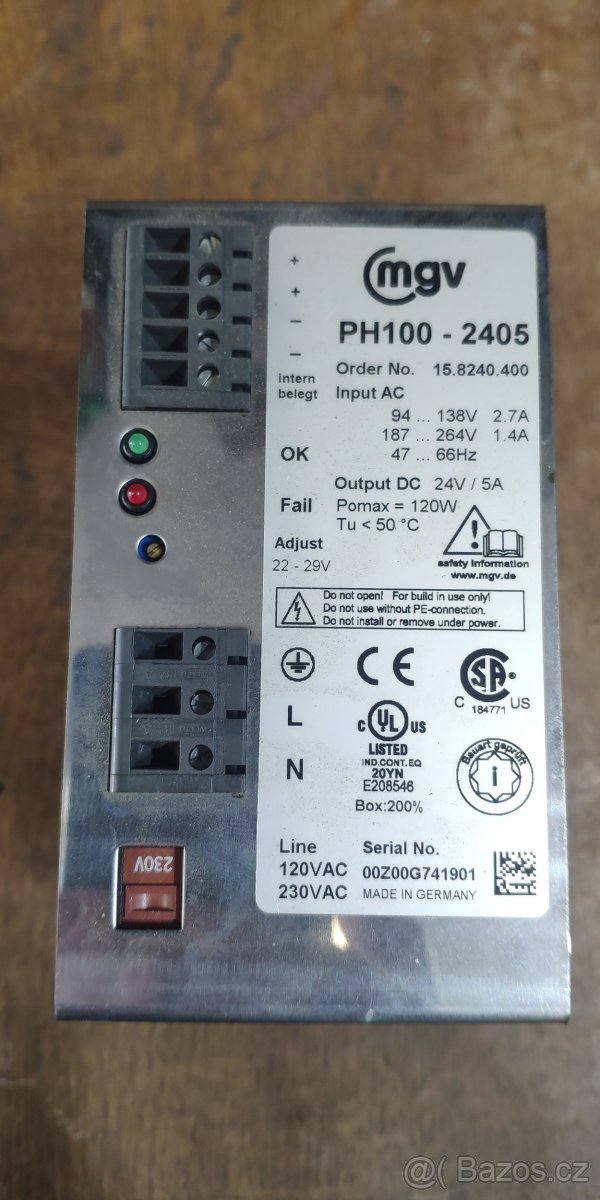 +
+
–
–
intern
belegt
OK
Fail
Adjust
22 - 29V
mgv
PH100 - 2405
Order No. 15.8240.400
Input AC
94 ... 138V 2.7A
187 ... 264V 1.4A
47 ... 66Hz
Output DC 24V / 5A
Pomax = 120W
Tu < 50 °C
safety information
www.mgv.de
Do not open! For build in use only!
Do not use without PE-connection.
Do not install or remove under power.
L
N
CE
SA
C 184771 US
c UL US
LISTED
IND.CONT.EQ
20YN
E208546
Box:200%
Bauart geprüft
i
Line
120VAC
230VAC
Serial No.
00Z00G741901
MADE IN GERMANY
230V
@( Bazos.cz